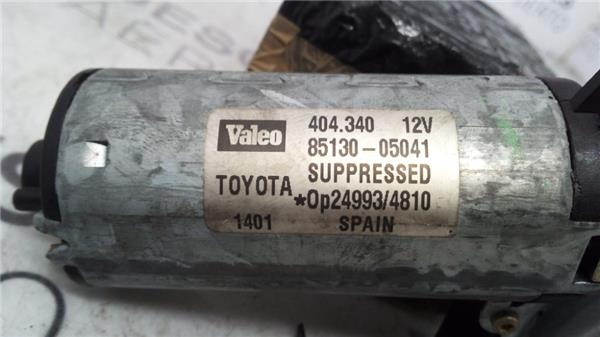 Valeo 404.340 12V
85130-05041
TOYOTA SUPPRESSED
*Op24993/4810
1401 SPAIN